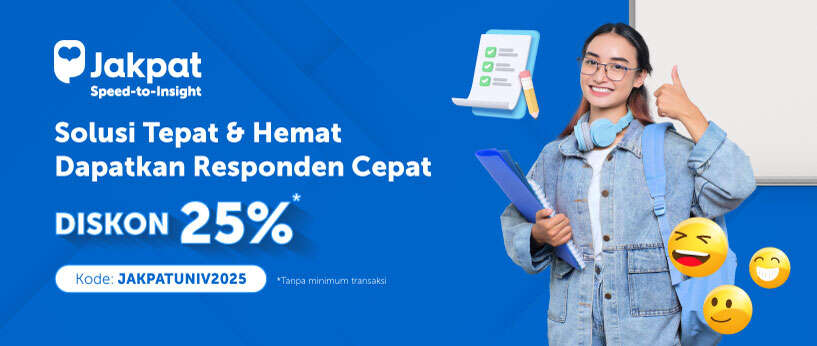 Jakpat
Speed-to-Insight
Solusi Tepat & Hemat
Dapatkan Responden Cepat
DISKON 25%*
Kode: JAKPATUNIV2025
*Tanpa minimum transaksi